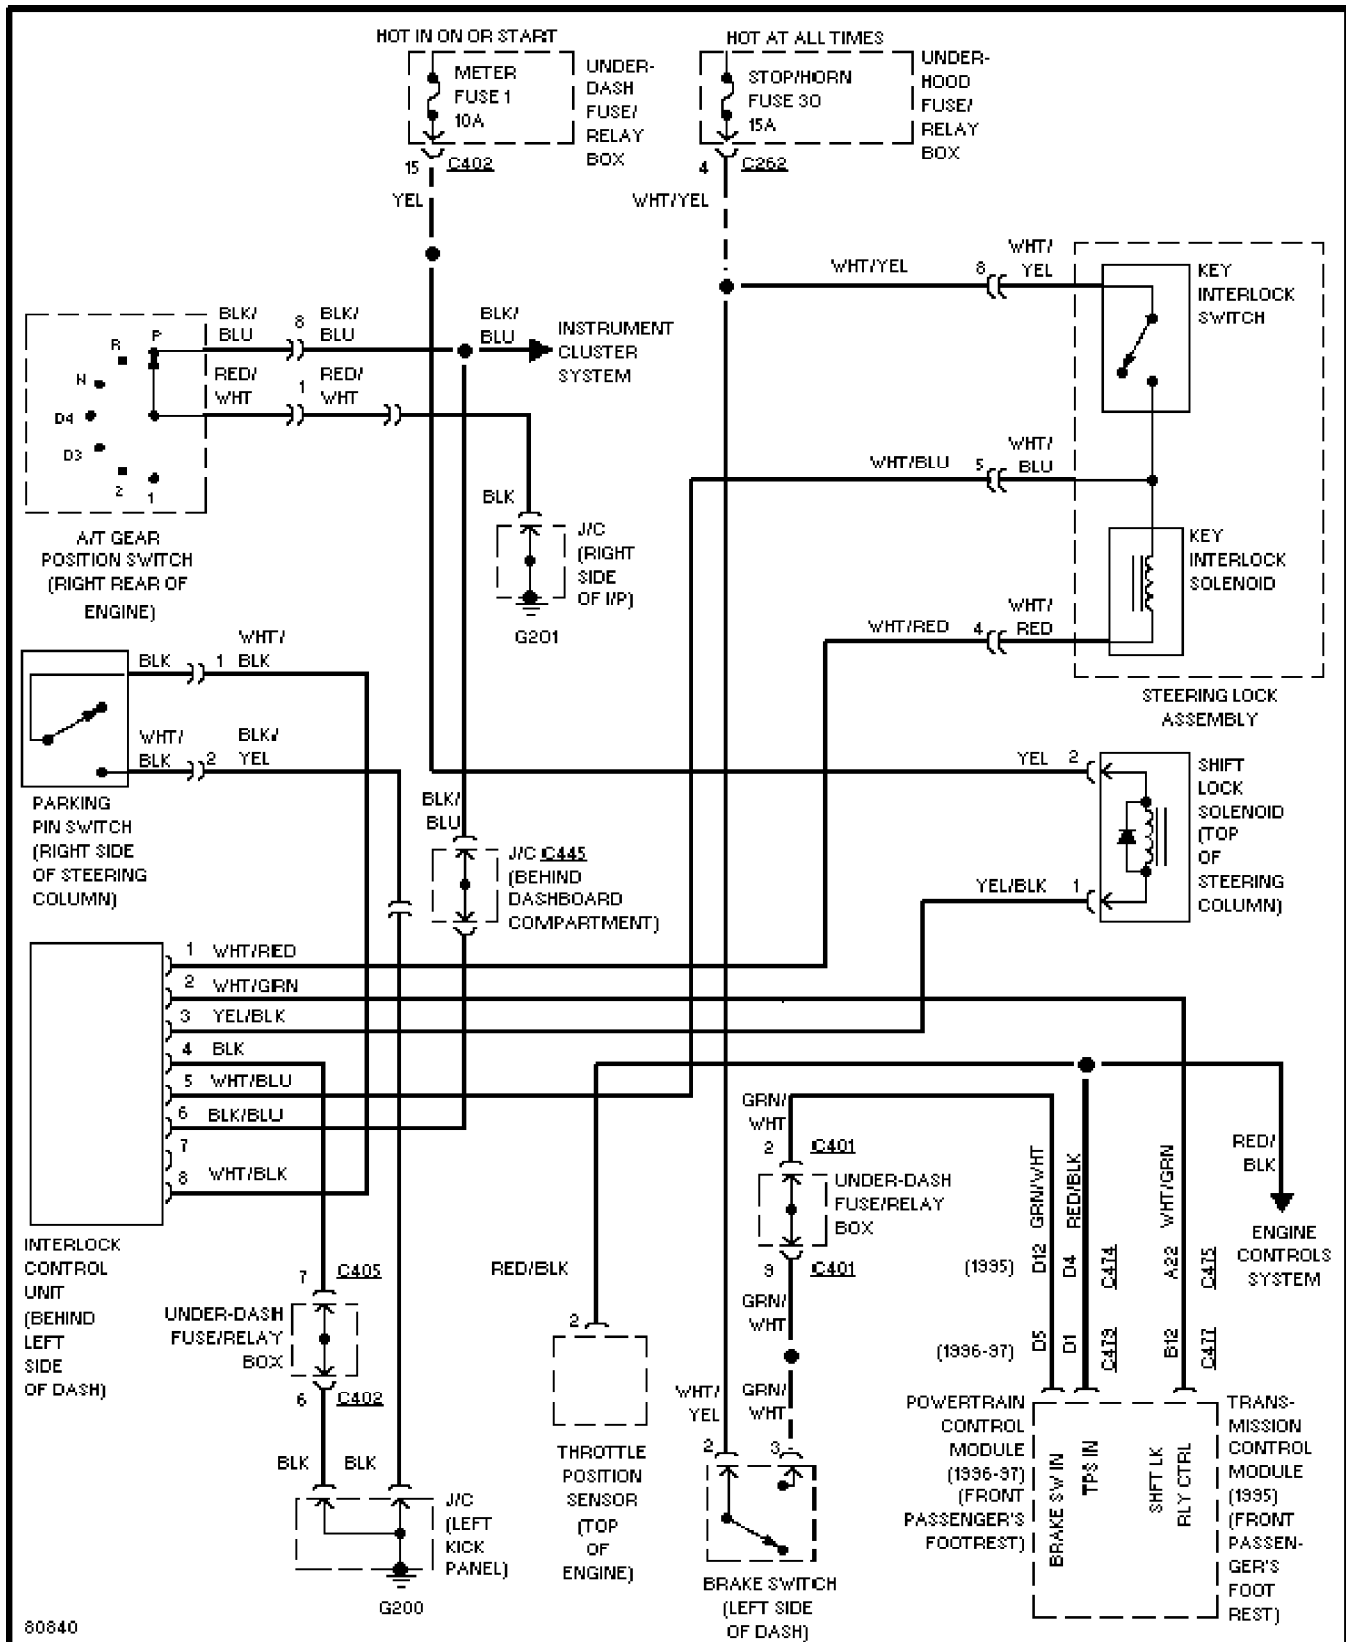 HOT IN ON OR START
METER
FUSE 1
10A
UNDER-
DASH
FUSE/
RELAY
BOX
15
C402
YEL
HOT AT ALL TIMES
STOP/HORN
FUSE 30
15A
UNDER-
HOOD
FUSE/
RELAY
BOX
4
C262
WHT/YEL
WHT/YEL
8
WHT/
YEL
KEY
INTERLOCK
SWITCH
BLK/
BLU
8
BLK/
BLU
BLK/
BLU
INSTRUMENT
CLUSTER
SYSTEM
P
R
N
D4
D3
2
1
RED/
WHT
1
RED/
WHT
A/T GEAR
POSITION SWITCH
(RIGHT REAR OF
ENGINE)
BLK
J/C
(RIGHT
SIDE
OF I/P)
G201
WHT/BLU
5
WHT/
BLU
KEY
INTERLOCK
SOLENOID
WHT/RED
4
WHT/
RED
STEERING LOCK
ASSEMBLY
BLK
1
WHT/
BLK
WHT/
BLK
2
BLK/
YEL
PARKING
PIN SWITCH
(RIGHT SIDE
OF STEERING
COLUMN)
BLK/
BLU
J/C C445
(BEHIND
DASHBOARD
COMPARTMENT)
YEL
2
YEL/BLK
1
SHIFT
LOCK
SOLENOID
(TOP
OF
STEERING
COLUMN)
1 WHT/RED
2 WHT/GRN
3 YEL/BLK
4 BLK
5 WHT/BLU
6 BLK/BLU
7
8 WHT/BLK
INTERLOCK
CONTROL
UNIT
(BEHIND
LEFT
SIDE
OF DASH)
7
C405
UNDER-DASH
FUSE/RELAY
BOX
6
C402
BLK
BLK
J/C
(LEFT
KICK
PANEL)
G200
RED/BLK
2
THROTTLE
POSITION
SENSOR
(TOP
OF
ENGINE)
GRN/
WHT
2
C401
UNDER-DASH
FUSE/RELAY
BOX
9
C401
GRN/
WHT
GRN/
WHT
WHT/
YEL
2
3
BRAKE SWITCH
(LEFT SIDE
OF DASH)
GRN/WHT
RED/BLK
WHT/GRN
RED/
BLK
ENGINE
CONTROLS
SYSTEM
(1995)
D12
D4
C474
A22
C475
(1996-97)
D5
D1
C473
B12
C477
POWERTRAIN
CONTROL
MODULE
(1996-97)
(FRONT
PASSENGER'S
FOOTREST)
BRAKE SW IN
TPS IN
SHFT LK
RLY CTRL
TRANS-
MISSION
CONTROL
MODULE
(1995)
(FRONT
PASSEN-
GER'S
FOOT
REST)
80840